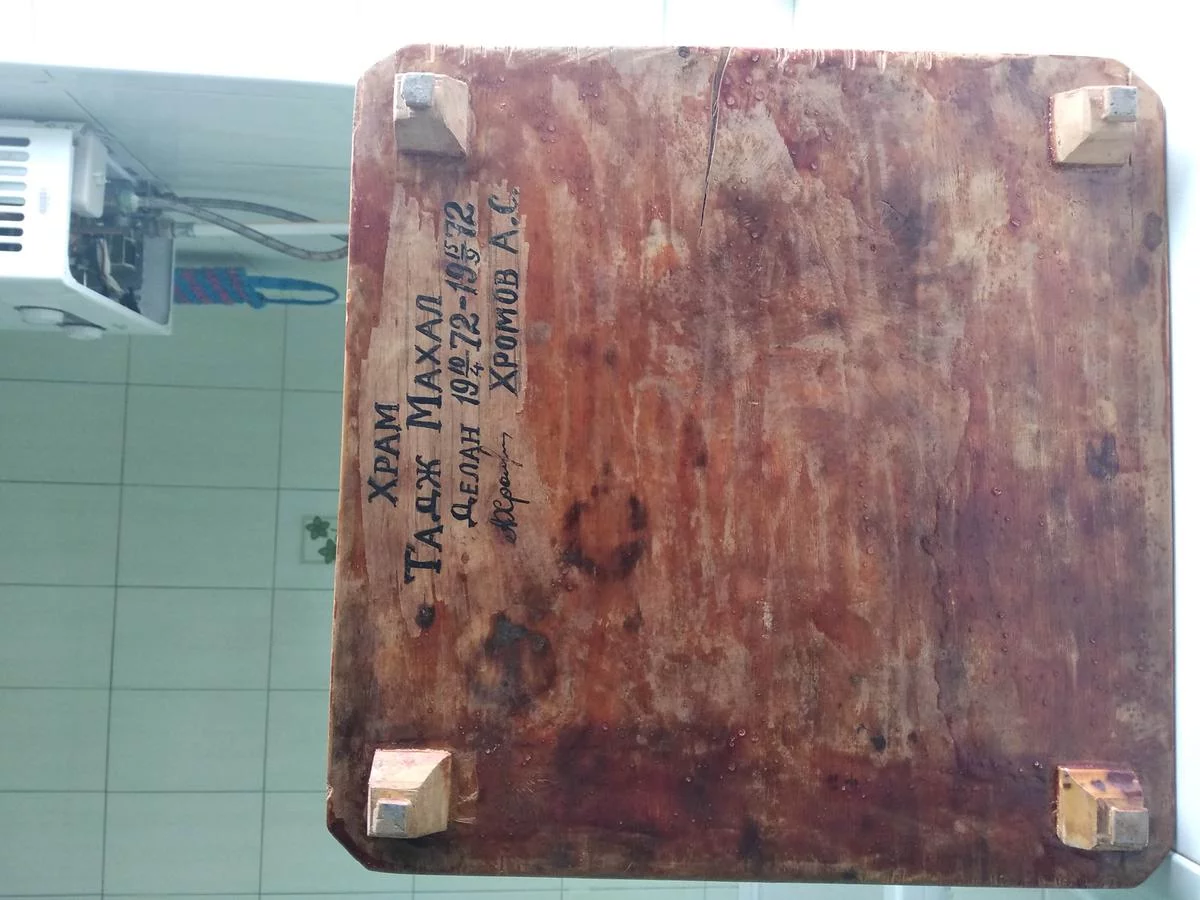 ХРАМ
ТАДЖ МАХАЛ
ДЕЛАН 19 10/4 72-19 15/9 72
ХРОМОВ А.С.